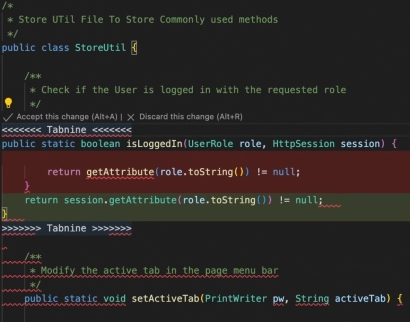 /*
* Store UTil File To Store Commonly used methods
*/
public class StoreUtil {
/**
* Check if the User is logged in with the requested role
*/
✓ Accept this change (Alt+A) | ✕ Discard this change (Alt+R)
<<<<<<< Tabnine <<<<<<<
public static boolean isLoggedIn(UserRole role, HttpSession session) {
return getAttribute(role.toString()) != null;
}
return session.getAttribute(role.toString()) != null;
}
>>>>>>> Tabnine >>>>>>>
/**
* Modify the active tab in the page menu bar
*/
public static void setActiveTab(PrintWriter pw, String activeTab) {